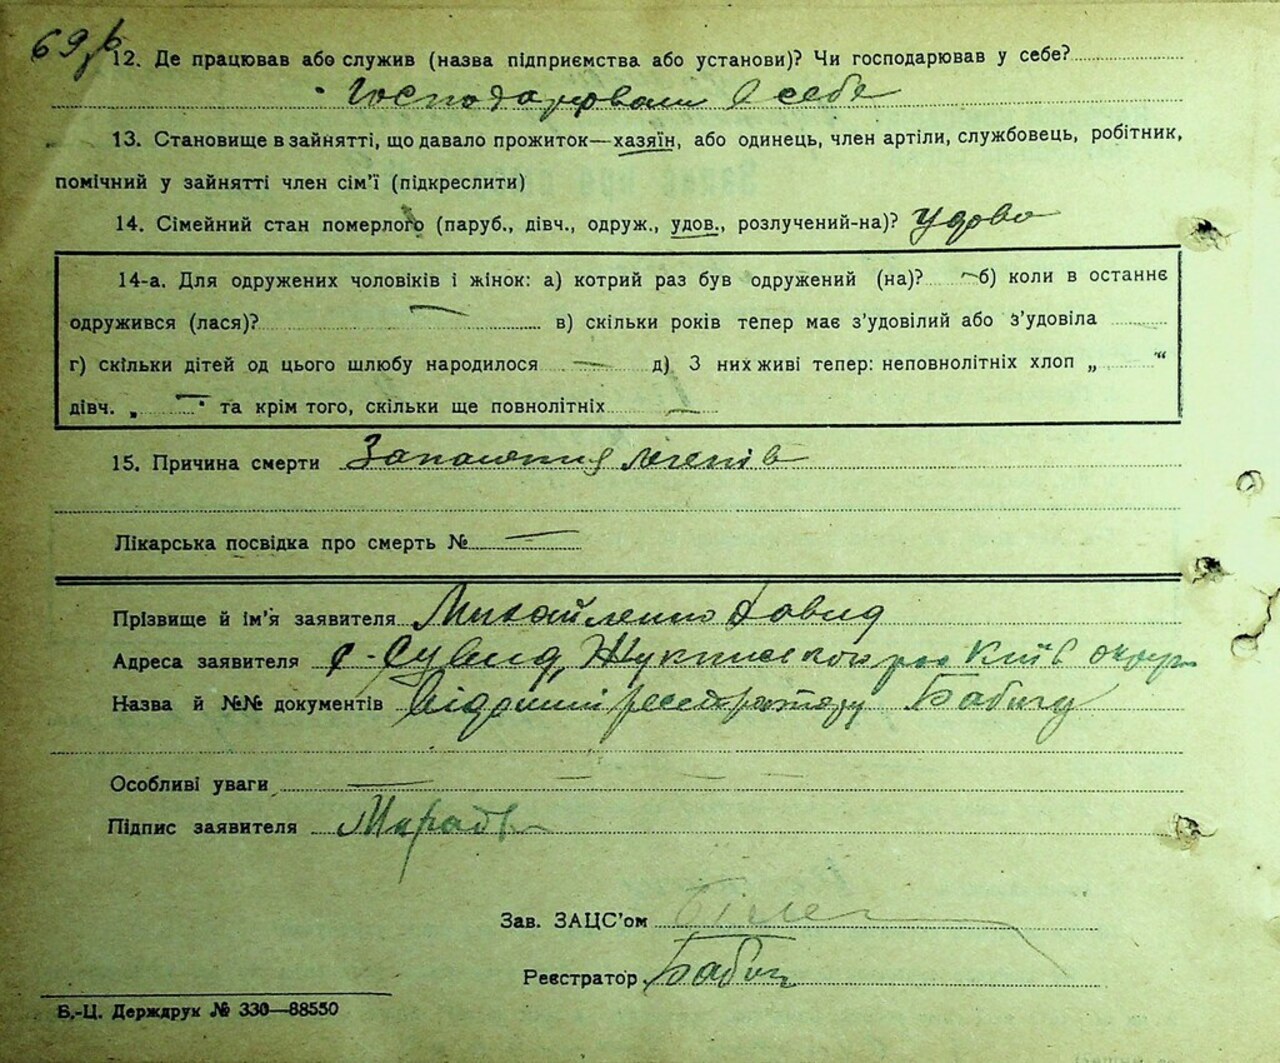 69
12. Де працював або служив (назва підприємства або установи)? Чи господарював у себе?
Господарював в себе
13. Становище в зайнятті, що давало прожиток—хазяїн, або одинець, член артіли, службовець, робітник,
помічний у зайнятті член сім'ї (підкреслити)
14. Сімейний стан померлого (паруб., дівч., одруж., удов., розлучений-на)? Удова
14-а. Для одружених чоловіків і жінок: а) котрий раз був одружений (на)? — б) коли в останнє
одружився (лася)? — в) скільки років тепер має з'удовілий або з'удовіла
г) скільки дітей од цього шлюбу народилося — д) З них живі тепер: неповнолітніх хлоп „ “
дівч. „ — “ та крім того, скільки ще повнолітніх —
15. Причина смерти Запалення легенів
Лікарська посвідка про смерть № —
Прізвище й ім'я заявителя Михайленко Давид
Адреса заявителя с. Сувид, Київ округ
Назва й №№ документів Відомий реєстратору Бабичу
Особливі уваги — — — —
Підпис заявителя
Зав. ЗАЦС'ом
Реєстратор Бабич
Б.-Ц. Держдрук № 330—88550